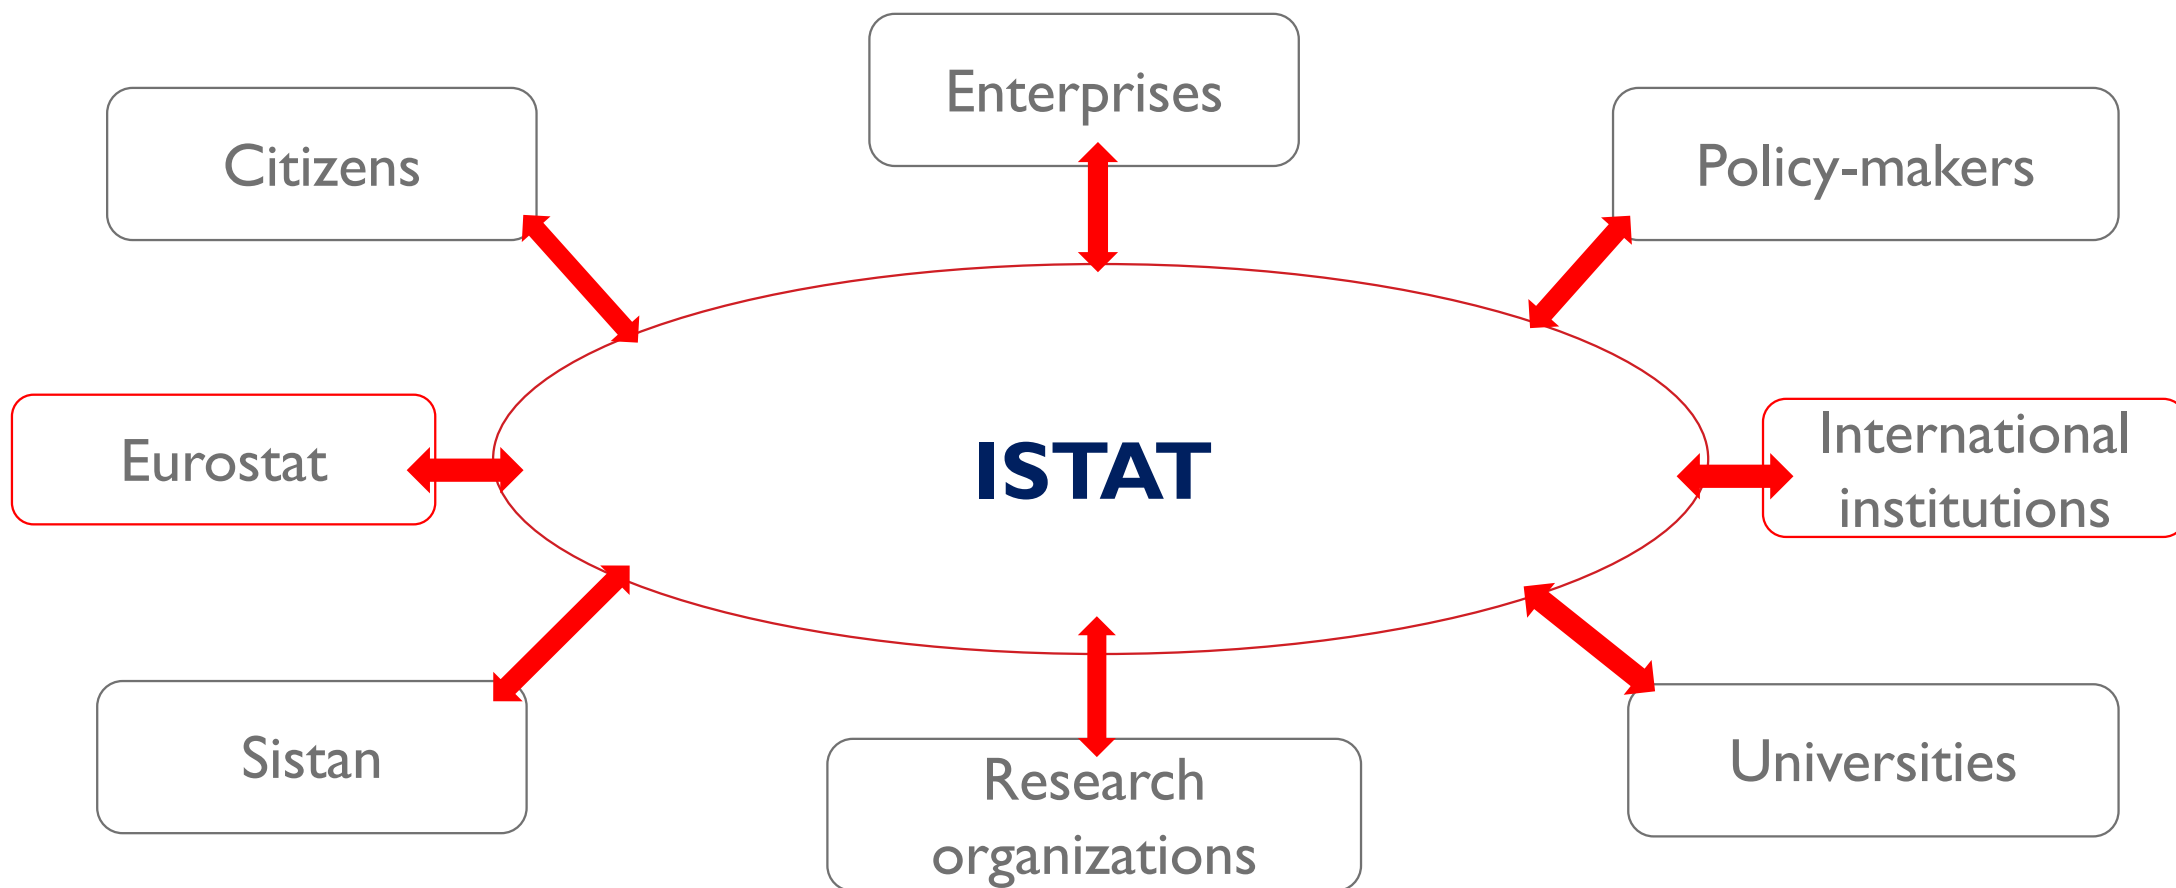 Enterprises
Citizens
Policy-makers
Eurostat
ISTAT
International
institutions
Sistan
Research
organizations
Universities